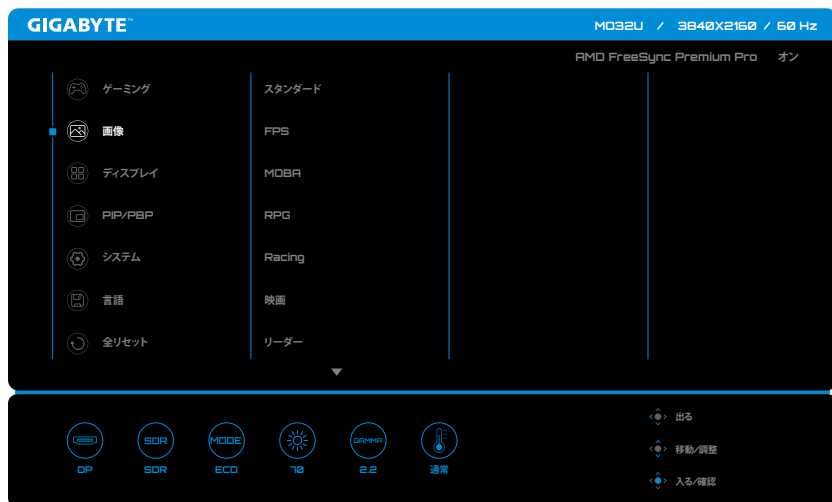 GIGABYTE™
MO32U / 3840X2160 / 60 Hz
AMD FreeSync Premium Pro オン
ゲーミング
画像
ディスプレイ
PIP/PBP
システム
言語
全リセット
スタンダード
FPS
MOBA
RPG
Racing
映画
リーダー
SDR
MODE
GAMMA
DP
SDR
ECO
70
2.2
通常
出る
移動/調整
入る/確認